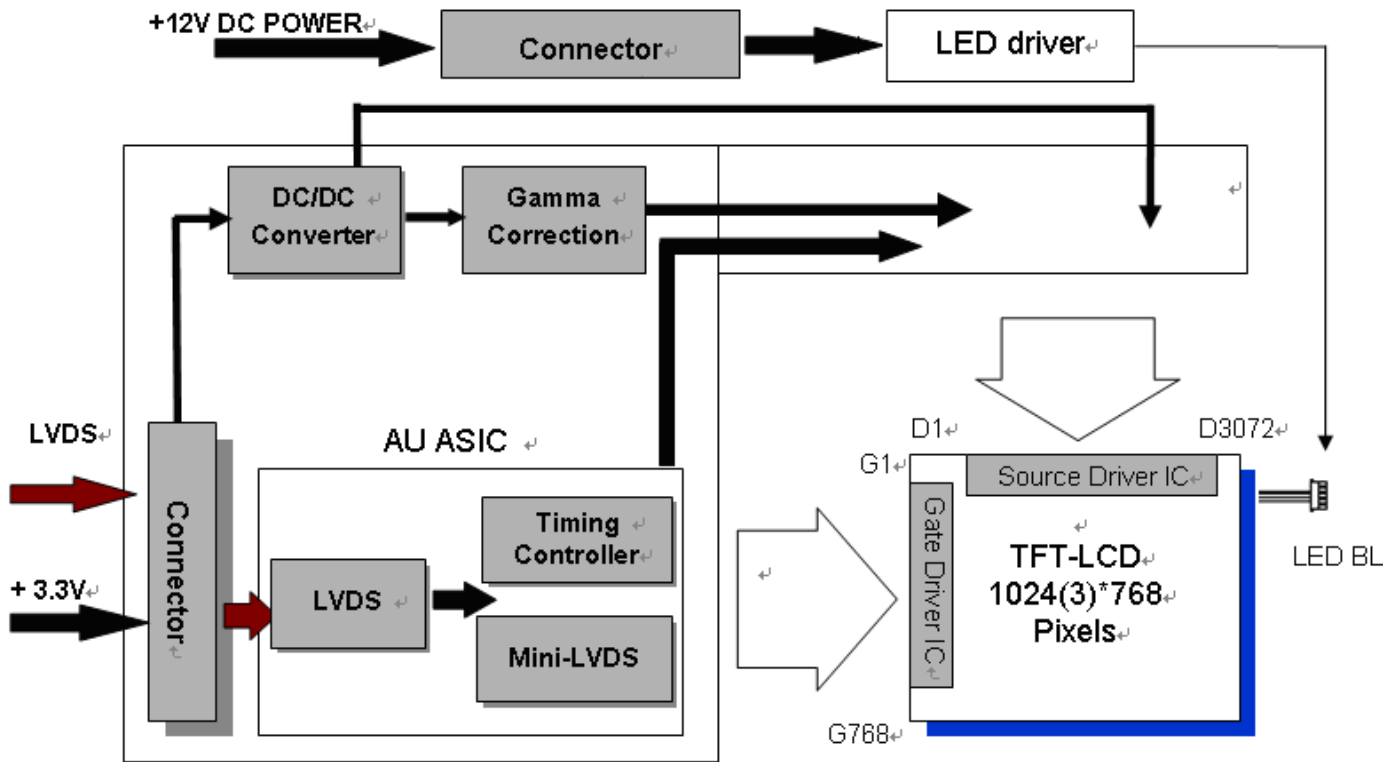 +12V DC POWER
Connector
LED driver
DC/DC
Converter
Gamma
Correction
LVDS
+ 3.3V
Connector
AU ASIC
LVDS
Timing
Controller
Mini-LVDS
D1
D3072
G1
G768
Source Driver IC
Gate Driver IC
TFT-LCD
1024(3)*768
Pixels
LED BL